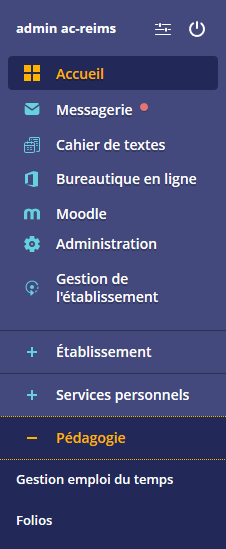 admin ac-reims
Accueil
Messagerie
Cahier de textes
Bureautique en ligne
Moodle
Administration
Gestion de
l'établissement
Établissement
Services personnels
Pédagogie
Gestion emploi du temps
Folios